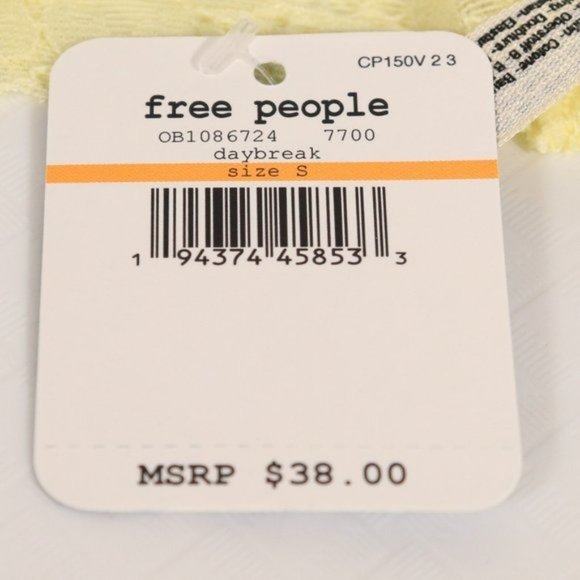 CP150V 2 3
free people
OB1086724 7700
daybreak
size S
1 94374 45853 3
MSRP $38.00